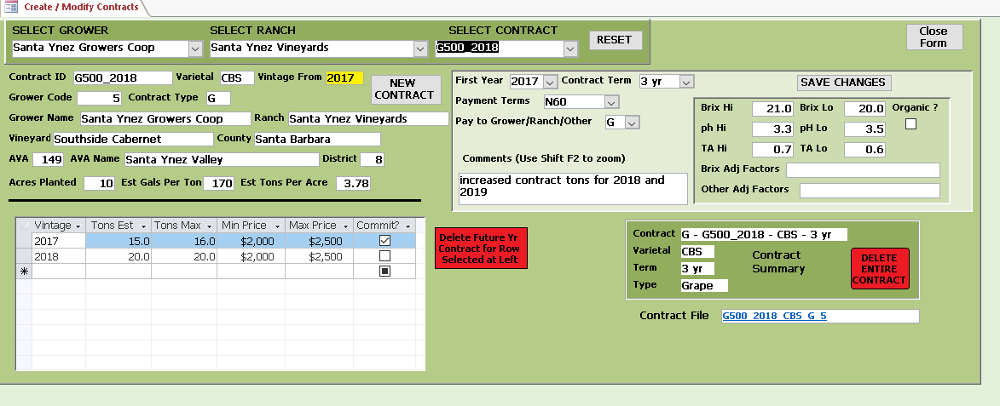 Create / Modify Contracts
SELECT GROWER SELECT RANCH SELECT CONTRACT
Santa Ynez Growers Coop Santa Ynez Vineyards G500_2018 RESET
Close Form
Contract ID G500_2018 Varietal CBS Vintage From 2017
NEW CONTRACT
Grower Code 5 Contract Type G
Grower Name Santa Ynez Growers Coop Ranch Santa Ynez Vineyards
Vineyard Southside Cabernet County Santa Barbara
AVA 149 AVA Name Santa Ynez Valley District 8
Acres Planted 10 Est Gals Per Ton 170 Est Tons Per Acre 3.78
First Year 2017 Contract Term 3 yr
SAVE CHANGES
Payment Terms N60
Pay to Grower/Ranch/Other G
Comments (Use Shift F2 to zoom)
increased contract tons for 2018 and
2019
Brix Hi 21.0 Brix Lo 20.0 Organic ?
ph Hi 3.3 pH Lo 3.5
TA Hi 0.7 TA Lo 0.6
Brix Adj Factors
Other Adj Factors
Vintage Tons Est Tons Max Min Price Max Price Commit?
2017 15.0 16.0 $2,000 $2,500
2018 20.0 20.0 $2,000 $2,500
*
Delete Future Yr
Contract for Row
Selected at Left
Contract G - G500_2018 - CBS - 3 yr
Varietal CBS
Term 3 yr
Type Grape
Contract
Summary
DELETE
ENTIRE
CONTRACT
Contract File G500_2018_CBS_G_5